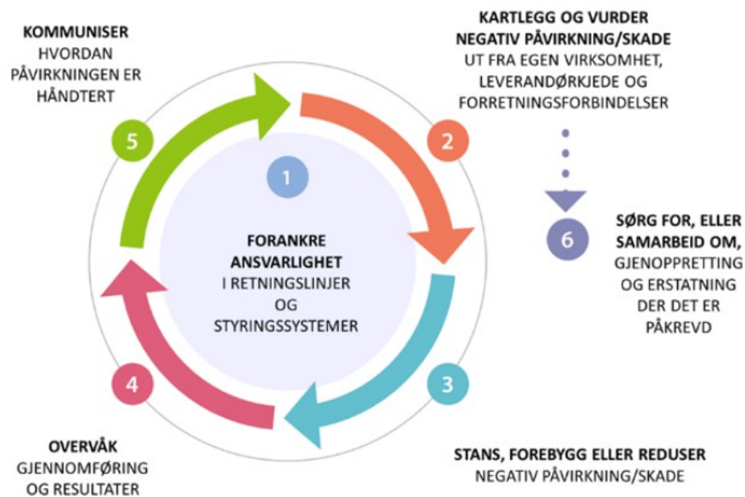 KOMMUNISER
HVORDAN
PÅVIRKNINGEN ER
HÅNDTERT
5
1
FORANKRE
ANSVARLIGHET
I RETNINGSLINJER
OG
STYRINGSSYSTEMER
KARTLEGG OG VURDER
NEGATIV PÅVIRKNING/SKADE
UT FRA EGEN VIRKSOMHET,
LEVERANDØRKJEDE OG
FORRETNINGSFORBINDELSER
2
6
SØRG FOR, ELLER
SAMARBEID OM,
GJENOPPRETTING
OG ERSTATNING
DER DET ER
PÅKREVD
3
STANS, FOREBYGG ELLER REDUSER
NEGATIV PÅVIRKNING/SKADE
4
OVERVÅK
GJENNOMFØRING
OG RESULTATER